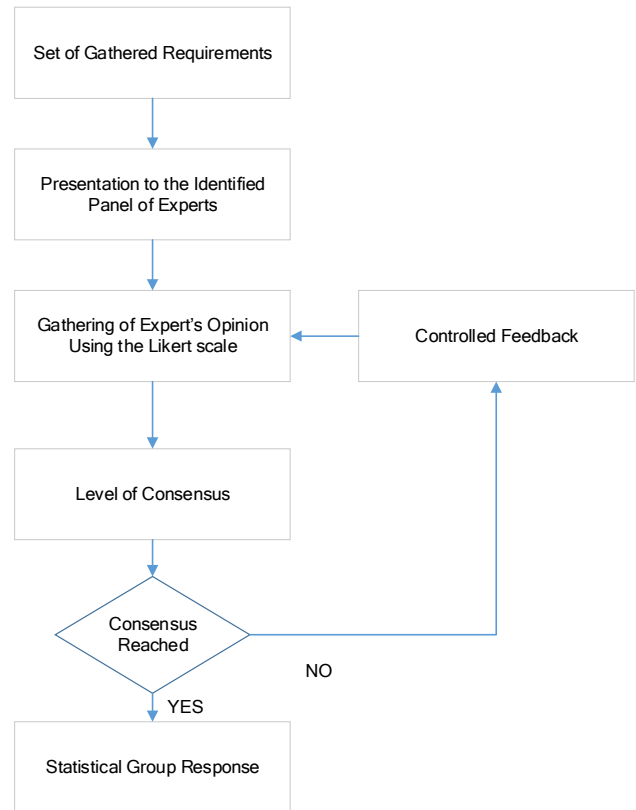 Set of Gathered Requirements
Presentation to the Identified
Panel of Experts
Gathering of Expert's Opinion
Using the Likert scale
Controlled Feedback
Level of Consensus
Consensus
Reached
NO
YES
Statistical Group Response